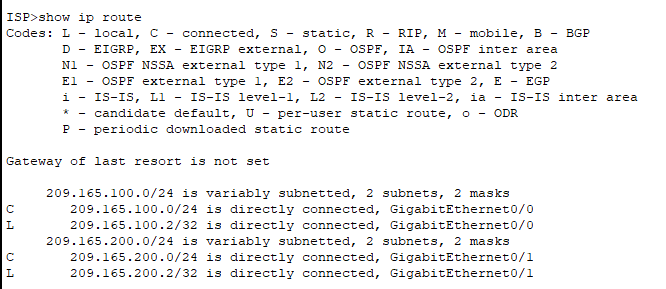 ISP>show ip route
Codes: L - local, C - connected, S - static, R - RIP, M - mobile, B - BGP
       D - EIGRP, EX - EIGRP external, O - OSPF, IA - OSPF inter area
       N1 - OSPF NSSA external type 1, N2 - OSPF NSSA external type 2
       E1 - OSPF external type 1, E2 - OSPF external type 2, E - EGP
       i - IS-IS, L1 - IS-IS level-1, L2 - IS-IS level-2, ia - IS-IS inter area
       * - candidate default, U - per-user static route, o - ODR
       P - periodic downloaded static route

Gateway of last resort is not set

     209.165.100.0/24 is variably subnetted, 2 subnets, 2 masks
C       209.165.100.0/24 is directly connected, GigabitEthernet0/0
L       209.165.100.2/32 is directly connected, GigabitEthernet0/0
     209.165.200.0/24 is variably subnetted, 2 subnets, 2 masks
C       209.165.200.0/24 is directly connected, GigabitEthernet0/1
L       209.165.200.2/32 is directly connected, GigabitEthernet0/1